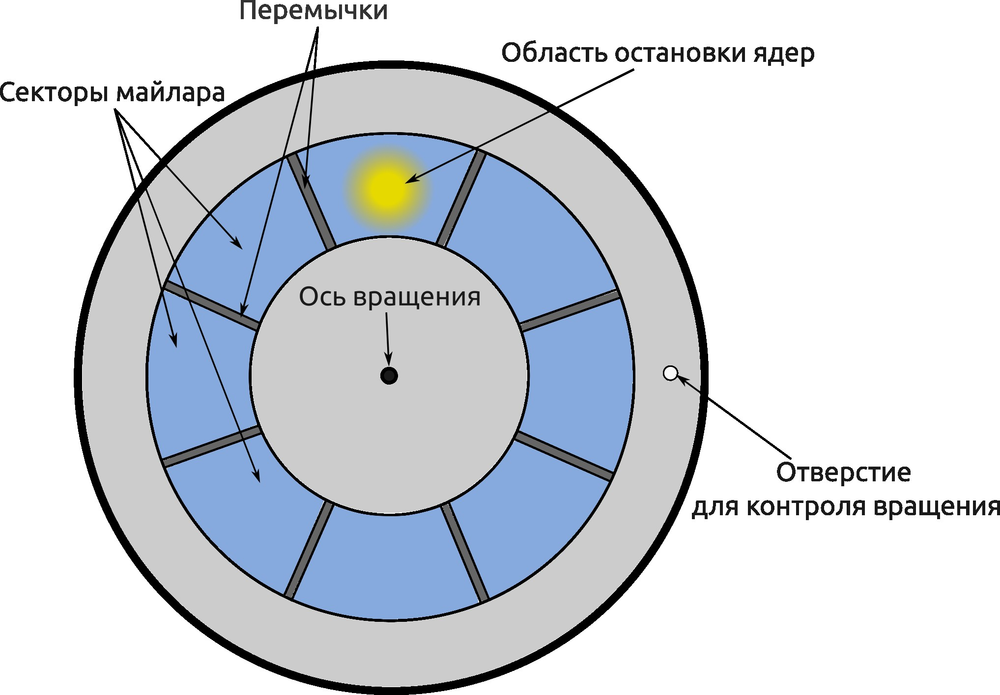 Перемычки
Область остановки ядер
Секторы майлара
Ось вращения
Отверстие
для контроля вращения